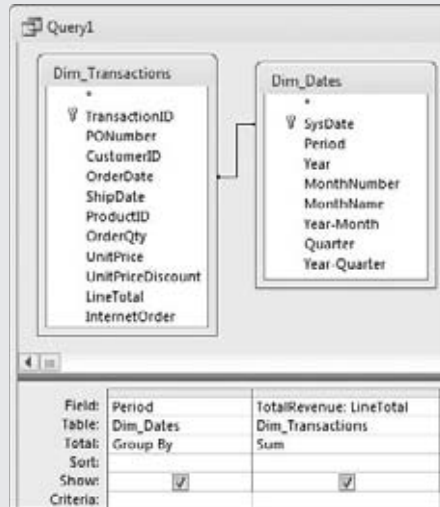 Query1
Dim_Transactions
*
TransactionID
PONumber
CustomerID
OrderDate
ShipDate
ProductID
OrderQty
UnitPrice
UnitPriceDiscount
LineTotal
InternetOrder
Dim_Dates
*
SysDate
Period
Year
MonthNumber
MonthName
Year-Month
Quarter
Year-Quarter
Field: Period TotalRevenue: LineTotal
Table: Dim_Dates Dim_Transactions
Total: Group By Sum
Sort:
Show:
Criteria: